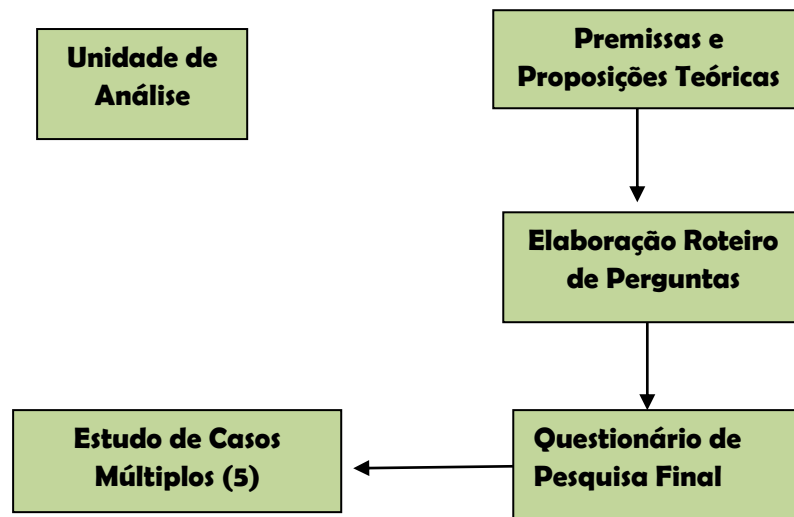 Unidade de
Análise
Premissas e
Proposições Teóricas
Elaboração Roteiro
de Perguntas
Estudo de Casos
Múltiplos (5)
Questionário de
Pesquisa Final